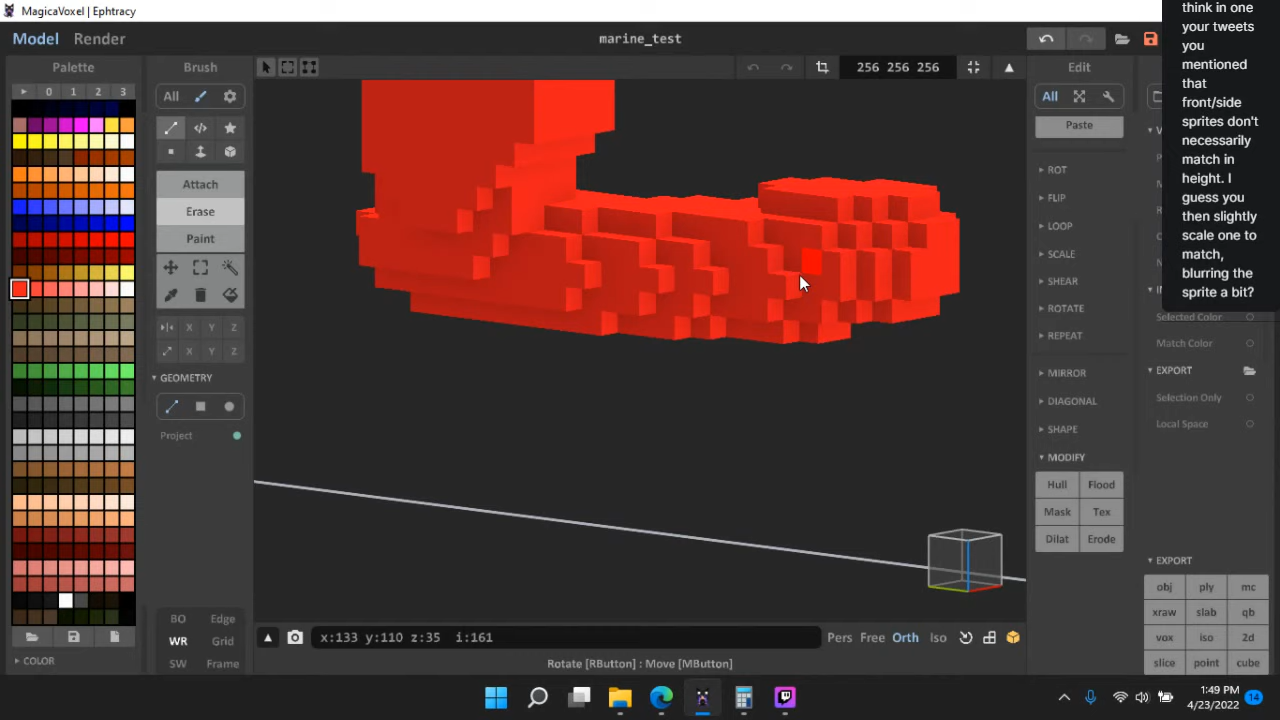 MagicaVoxel | Ephtracy
Model Render
marine_test
think in one
your tweets
you
mentioned
that
front/side
sprites don't
necessarily
match in
height. I
guess you
then slightly
scale one to
match,
blurring the
sprite a bit?
Palette
Brush
256 256 256
Edit
0 1 2 3
All
All
Paste
Attach
Erase
Paint
X Y Z
X Y Z
GEOMETRY
Project
ROT
FLIP
LOOP
SCALE
SHEAR
ROTATE
REPEAT
MIRROR
DIAGONAL
SHAPE
MODIFY
Hull Flood
Mask Tex
Dilat Erode
Selected Color
Match Color
EXPORT
Selection Only
Local Space
EXPORT
obj ply mc
xraw slab qb
vox iso 2d
slice point cube
BO Edge
WR Grid
SW Frame
COLOR
x:133 y:110 z:35 i:161
Pers Free Orth Iso
Rotate [RButton] : Move [MButton]
1:49 PM
4/23/2022
14